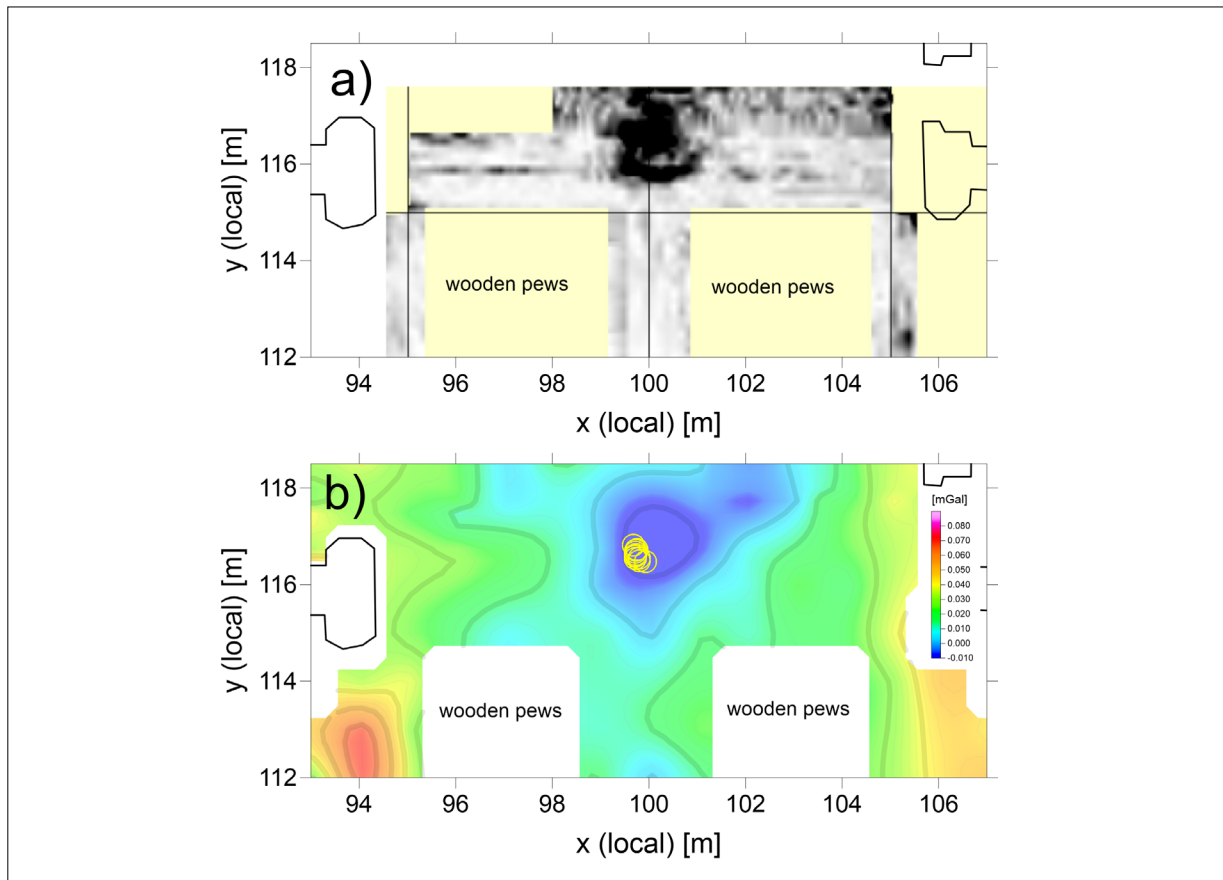 a)
118
116
114
112
y (local) [m]
wooden pews
wooden pews
94
96
98
100
102
104
106
x (local) [m]
b)
118
116
114
112
y (local) [m]
[mGal]
0.080
0.070
0.060
0.050
0.040
0.030
0.020
0.010
0.000
-0.010
wooden pews
wooden pews
94
96
98
100
102
104
106
x (local) [m]